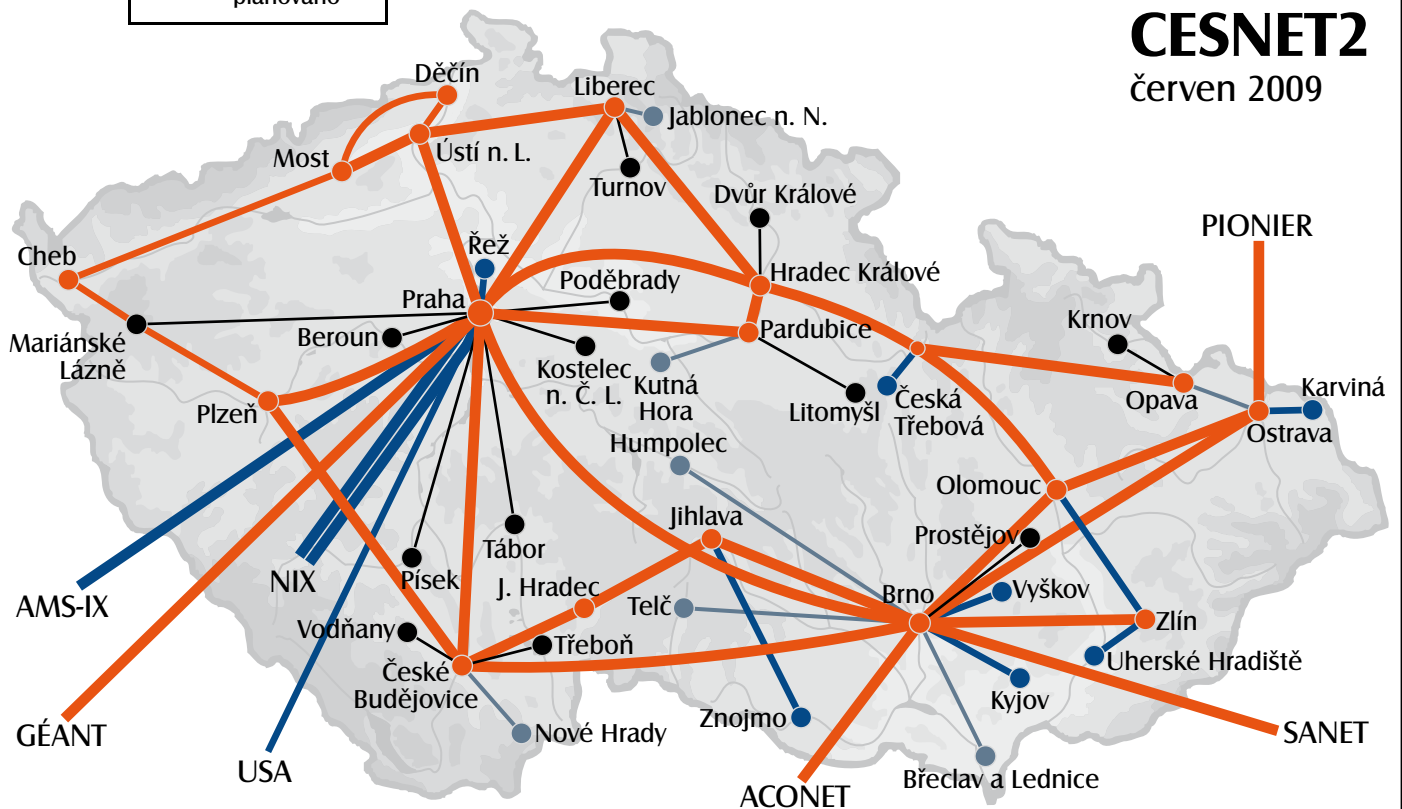 plánováno
CESNET2
červen 2009
Děčín
Liberec
Jablonec n. N.
Most
Ústí n. L.
Turnov
Dvůr Králové
PIONIER
Cheb
Řež
Hradec Králové
Poděbrady
Praha
Mariánské
Lázně
Beroun
Kostelec
n. Č. L.
Pardubice
Krnov
Kutná
Hora
Litomyšl
Česká
Třebová
Opava
Karviná
Ostrava
Plzeň
Humpolec
Olomouc
Jihlava
Prostějov
Tábor
Písek
NIX
AMS-IX
J. Hradec
Telč
Brno
Vyškov
Zlín
Vodňany
Třeboň
České
Budějovice
Uherské Hradiště
Kyjov
Znojmo
Nové Hrady
GÉANT
USA
SANET
Břeclav a Lednice
ACONET